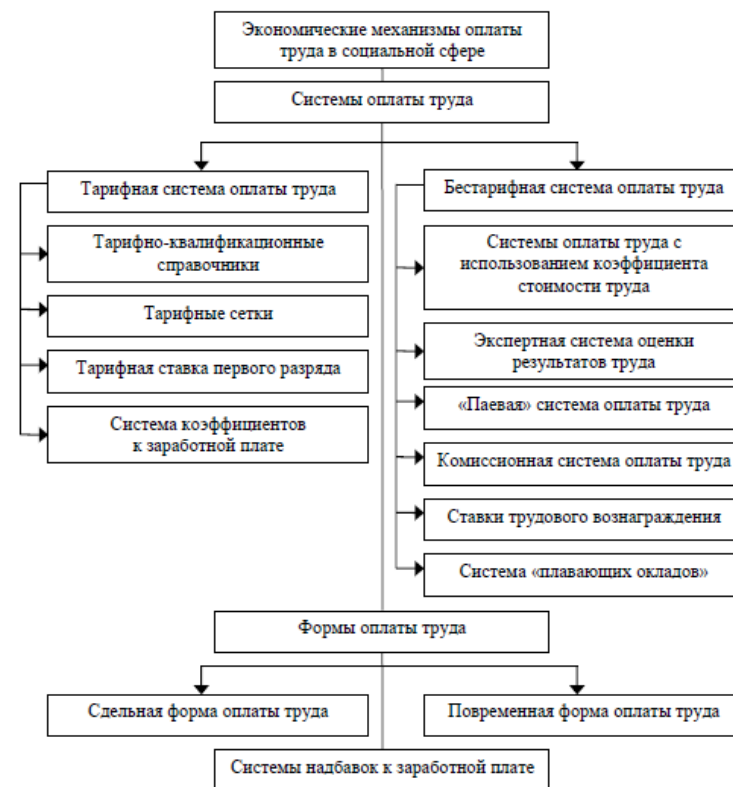 Экономические механизмы оплаты
труда в социальной сфере
Системы оплаты труда
Тарифная система оплаты труда
Тарифно-квалификационные
справочники
Тарифные сетки
Тарифная ставка первого разряда
Система коэффициентов
к заработной плате
Бестарифная система оплаты труда
Системы оплаты труда с
использованием коэффициента
стоимости труда
Экспертная система оценки
результатов труда
«Паевая» система оплаты труда
Комиссионная система оплаты труда
Ставки трудового вознаграждения
Система «плавающих окладов»
Формы оплаты труда
Сдельная форма оплаты труда
Повременная форма оплаты труда
Системы надбавок к заработной плате